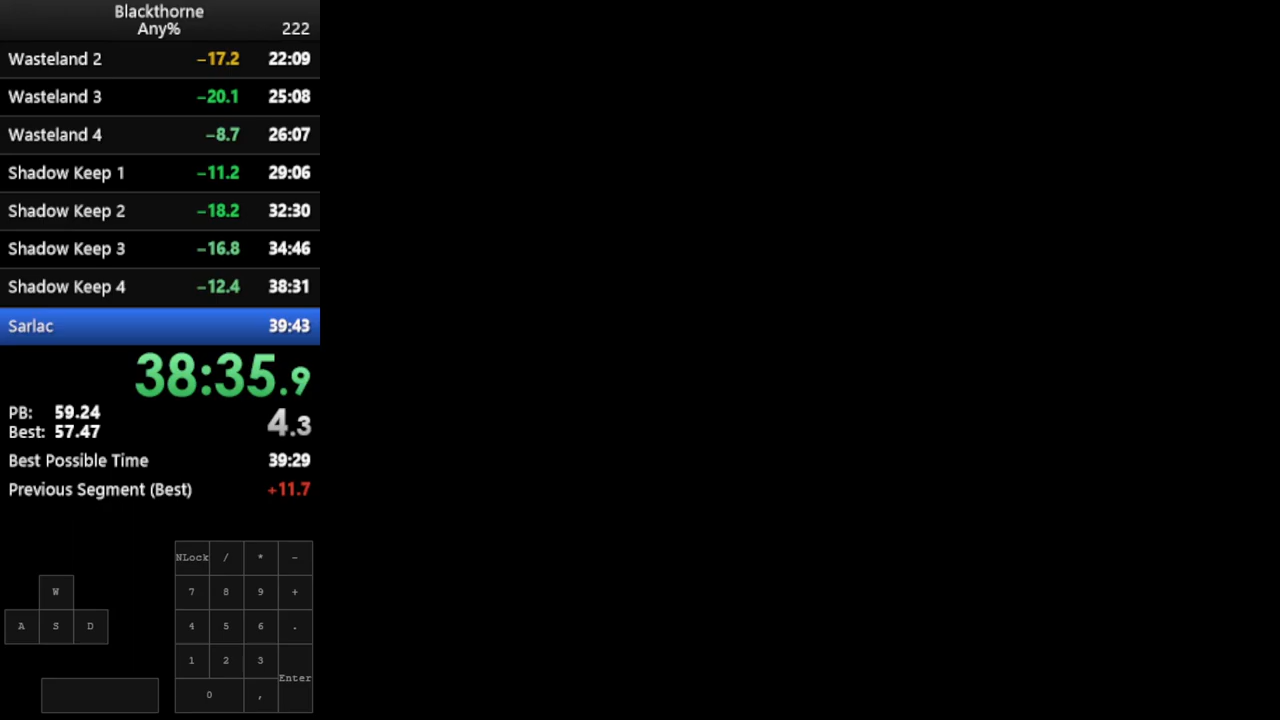 Blackthorne
Any% 222
Wasteland 2 −17.2 22:09
Wasteland 3 −20.1 25:08
Wasteland 4 −8.7 26:07
Shadow Keep 1 −11.2 29:06
Shadow Keep 2 −18.2 32:30
Shadow Keep 3 −16.8 34:46
Shadow Keep 4 −12.4 38:31
Sarlac 39:43
38:35.9
PB: 59.24 4.3
Best: 57.47
Best Possible Time 39:29
Previous Segment (Best) +11.7
NLock / * -
W 7 8 9 +
A S D 4 5 6 .
1 2 3
Enter
0 ,